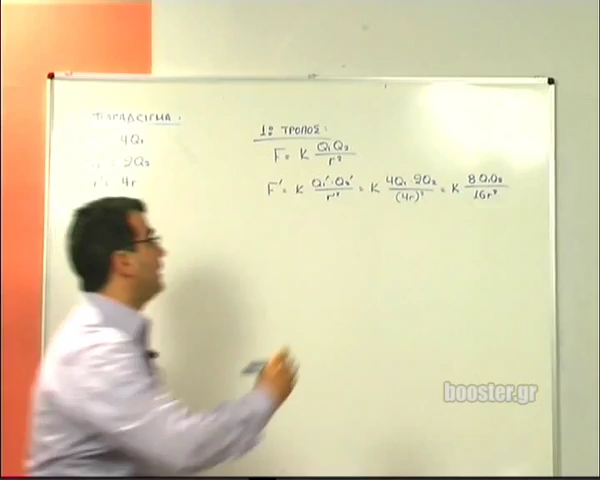 ΠΑΡΑΔΕΙΓΜΑ:
4Q₁
= 2Q₂
r' = 4r
1ος ΤΡΟΠΟΣ:
F = K Q₁Q₂/r²
F' = K Q₁'·Q₂'/r'² = K 4Q₁·2Q₂/(4r)² = K 8Q₁Q₂/16r²
booster.gr